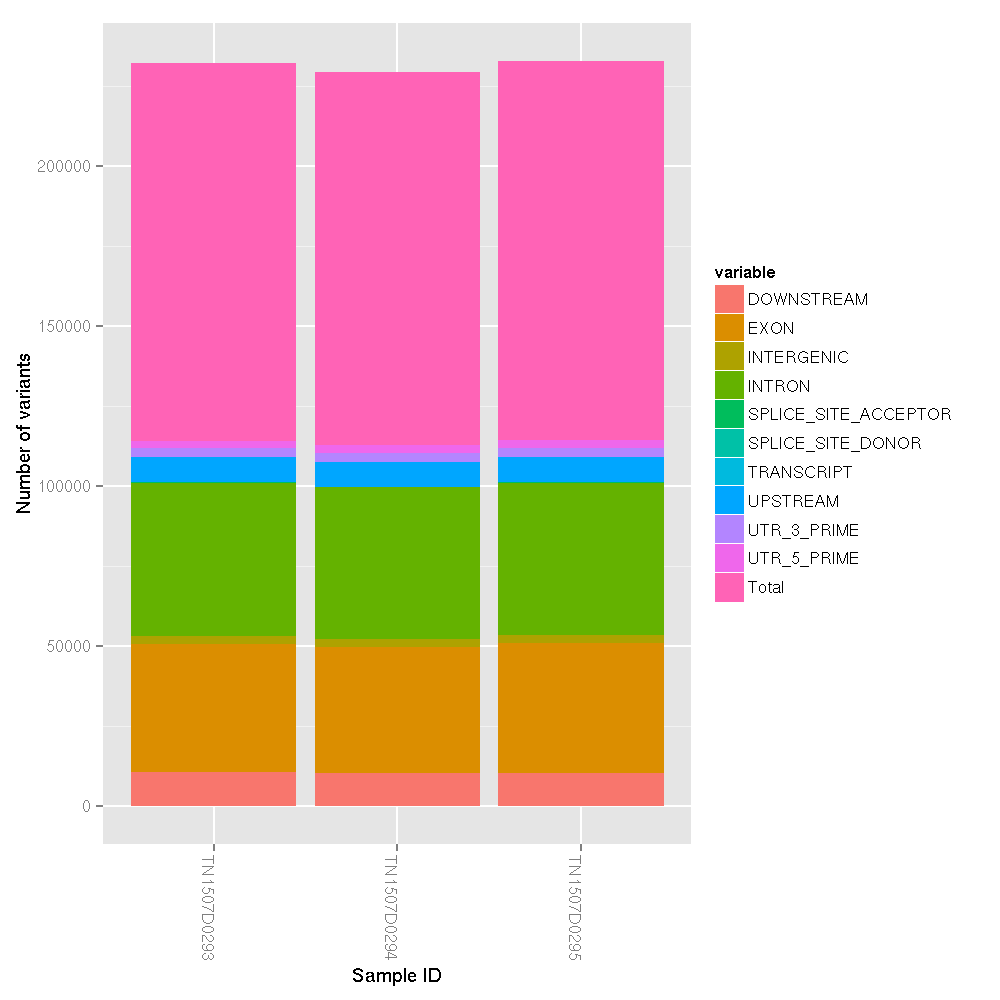 200000
150000
100000
50000
0
Number of variants
TN1507D0293
TN1507D0294
TN1507D0295
Sample ID
variable
DOWNSTREAM
EXON
INTERGENIC
INTRON
SPLICE_SITE_ACCEPTOR
SPLICE_SITE_DONOR
TRANSCRIPT
UPSTREAM
UTR_3_PRIME
UTR_5_PRIME
Total